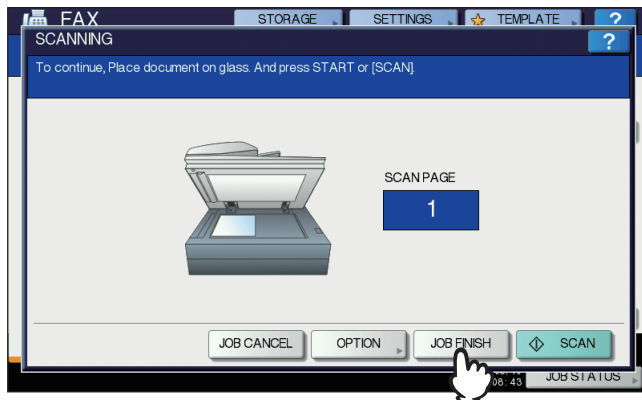 FAX STORAGE SETTINGS TEMPLATE ?
SCANNING ?
To continue, Place document on glass. And press START or [SCAN].
SCAN PAGE
1
JOB CANCEL OPTION JOB FINISH SCAN
08:43 JOB STATUS